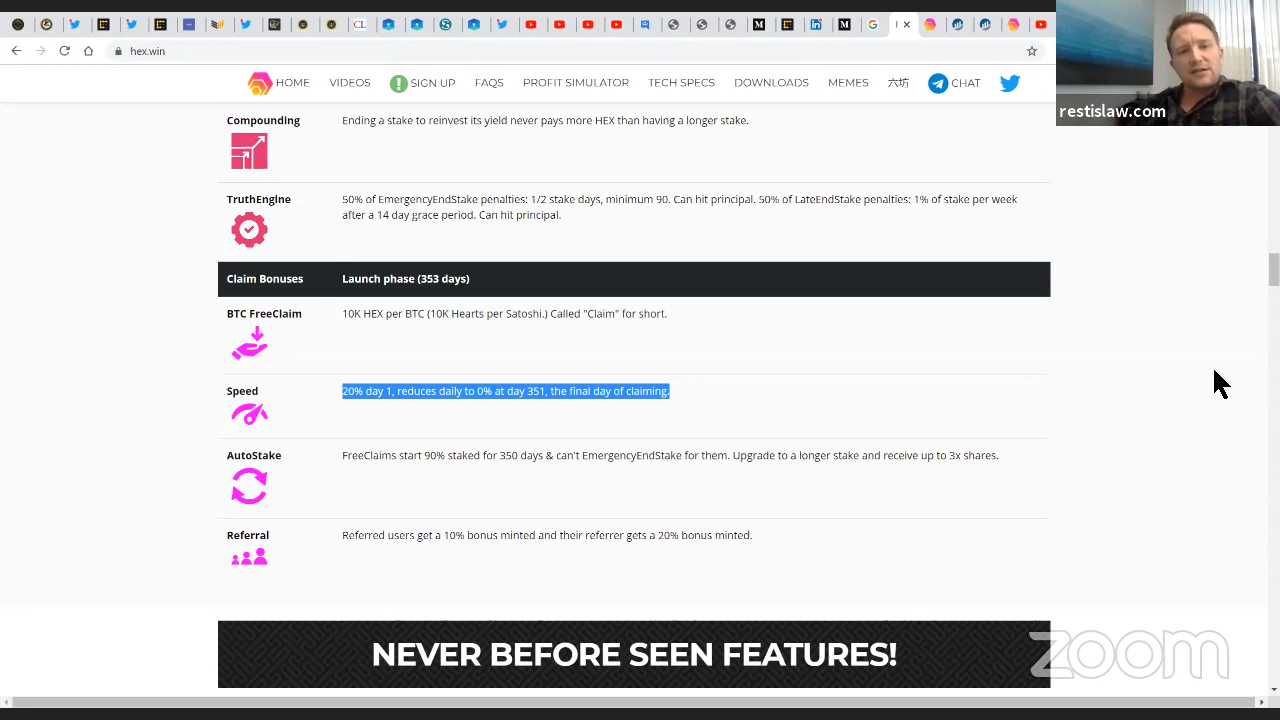 hex.win
HOME VIDEOS SIGN UP FAQS PROFIT SIMULATOR TECH SPECS DOWNLOADS MEMES 六坊 CHAT
restislaw.com
Compounding Ending a stake to restake its yield never pays more HEX than having a longer stake.
TruthEngine 50% of EmergencyEndStake penalties: 1/2 stake days, minimum 90. Can hit principal. 50% of LateEndStake penalties: 1% of stake per week
after a 14 day grace period. Can hit principal.
Claim Bonuses Launch phase (353 days)
BTC FreeClaim 10K HEX per BTC (10K Hearts per Satoshi.) Called "Claim" for short.
Speed 20% day 1, reduces daily to 0% at day 351, the final day of claiming.
AutoStake FreeClaims start 90% staked for 350 days & can't EmergencyEndStake for them. Upgrade to a longer stake and receive up to 3x shares.
Referral Referred users get a 10% bonus minted and their referrer gets a 20% bonus minted.
NEVER BEFORE SEEN FEATURES!
zoom